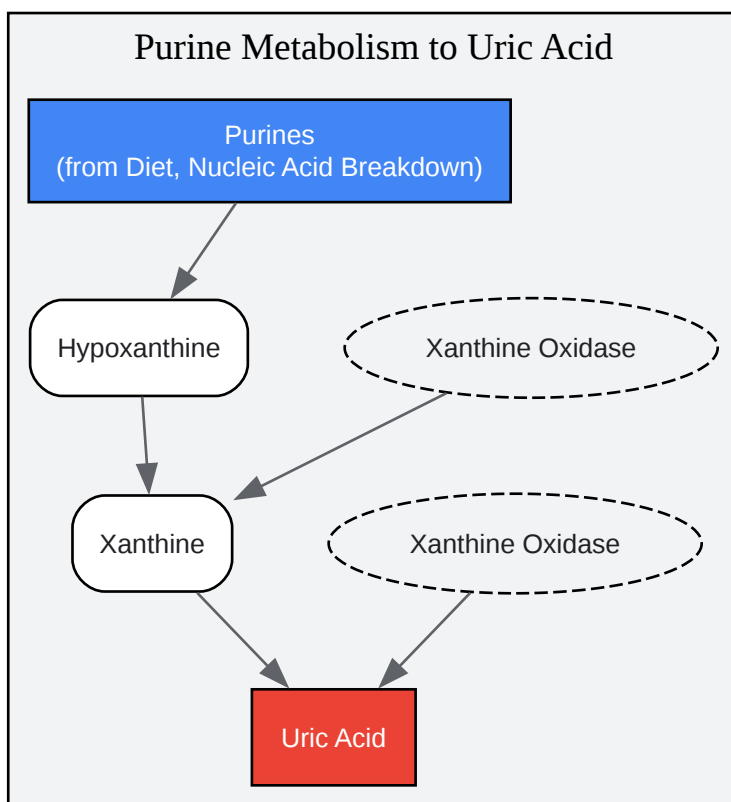 Purine Metabolism to Uric Acid
Purines
(from Diet, Nucleic Acid Breakdown)
Hypoxanthine
Xanthine Oxidase
Xanthine
Xanthine Oxidase
Uric Acid